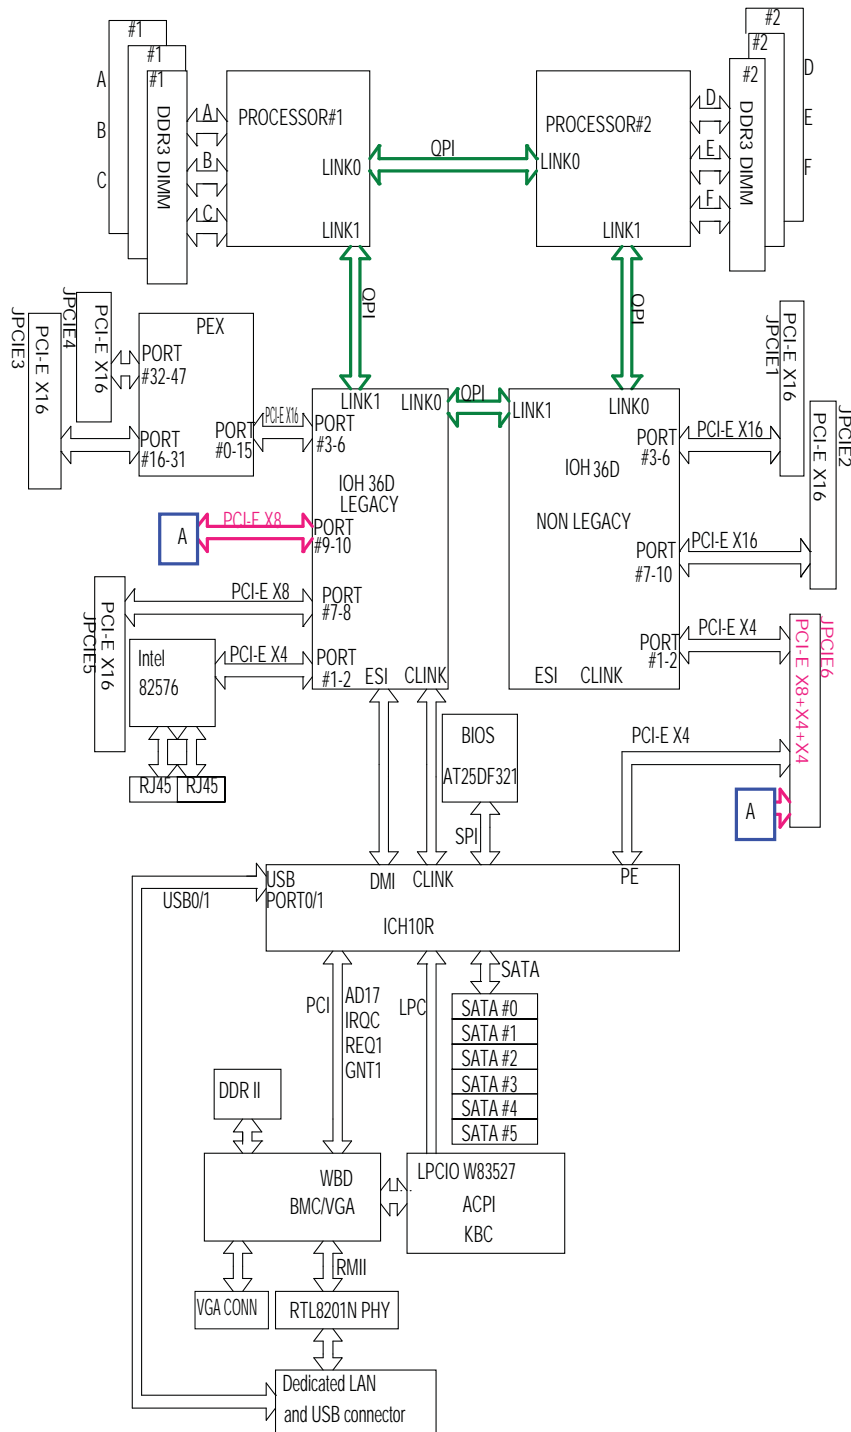 #1
#1
#1
A
B
C
DDR3 DIMM
A
B
C
PROCESSOR#1
LINK0
LINK1
QPI
PROCESSOR#2
LINK0
LINK1
D
E
F
#2
#2
#2
DDR3 DIMM
D
E
F
QPI
QPI
JPCIE3
PCI-E X16
JPCIE4
PCI-E X16
PEX
PORT
#32-47
PORT
#16-31
PORT
#0-15
PCI-E X16
LINK1
LINK0
QPI
PORT
#3-6
IOH 36D
LEGACY
PORT
#9-10
PORT
#7-8
PORT
#1-2
ESI
CLINK
LINK1
LINK0
PORT
#3-6
IOH 36D
NON LEGACY
PORT
#7-10
PORT
#1-2
ESI
CLINK
PCI-E X16
PCI-E X16
JPCIE1
PCI-E X16
JPCIE2
PCI-E X16
PCI-E X4
JPCIE6
PCI-E X8+X4+X4
A
PCI-E X8
PCI-E X8
PCI-E X16
JPCIE5
Intel
82576
PCI-E X4
RJ45
RJ45
BIOS
AT25DF321
SPI
PCI-E X4
A
USB
PORT0/1
USB0/1
DMI
CLINK
PE
ICH10R
PCI
AD17
IRQC
REQ1
GNT1
LPC
SATA
SATA #0
SATA #1
SATA #2
SATA #3
SATA #4
SATA #5
DDR II
WBD
BMC/VGA
LPCIO W83527
ACPI
KBC
RMII
VGA CONN
RTL8201N PHY
Dedicated LAN
and USB connector